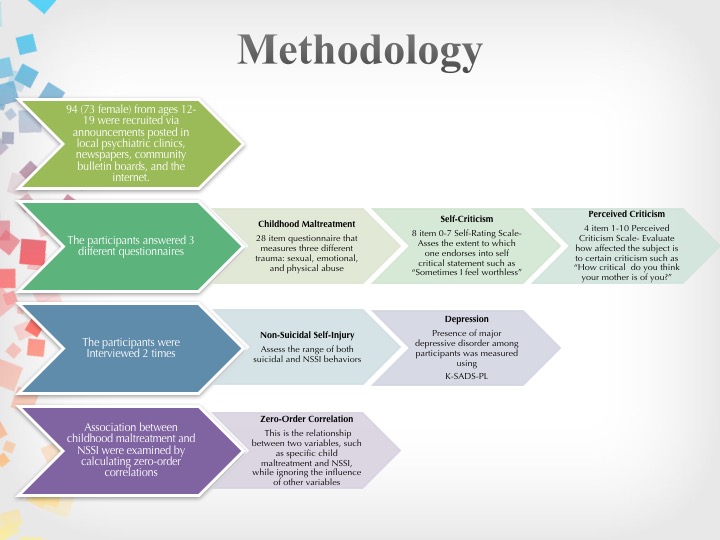 Methodology
94 (73 female) from ages 12-
19 were recruited via
announcements posted in
local psychiatric clinics,
newspapers, community
bulletin boards, and the
internet.
The participants answered 3
different questionnaires
Childhood Maltreatment
28 item questionnaire that
measures three different
trauma: sexual, emotional,
and physical abuse
Self-Criticism
8 item 0-7 Self-Rating Scale-
Asses the extent to which
one endorses into self
critical statement such as
“Sometimes I feel worthless”
Perceived Criticism
4 item 1-10 Perceived
Criticism Scale- Evaluate
how affected the subject is
to certain criticism such as
“How critical do you think
your mother is of you?”
The participants were
Interviewed 2 times
Non-Suicidal Self-Injury
Assess the range of both
suicidal and NSSI behaviors
Depression
Presence of major
depressive disorder among
participants was measured
using
K-SADS-PL
Association between
childhood maltreatment and
NSSI were examined by
calculating zero-order
correlations
Zero-Order Correlation
This is the relationship
between two variables, such
as specific child
maltreatment and NSSI,
while ignoring the influence
of other variables